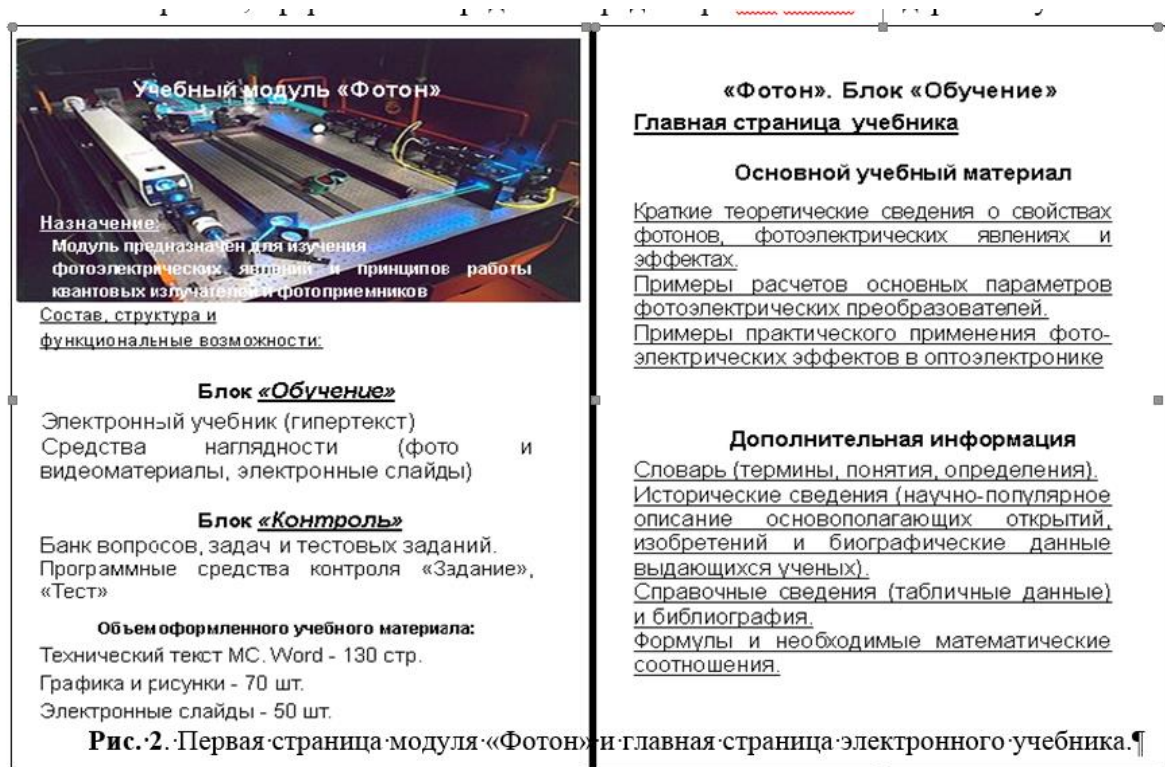 Учебный модуль «Фотон»
Назначение:
Модуль предназначен для изучения
фотоэлектрических явлений и принципов работы
квантовых излучателей и фотоприемников
Состав, структура и
функциональные возможности:
Блок «Обучение»
Электронный учебник (гипертекст)
Средства наглядности (фото и
видеоматериалы, электронные слайды)
Блок «Контроль»
Банк вопросов, задач и тестовых заданий.
Программные средства контроля «Задание»,
«Тест»
Объем оформленного учебного материала:
Технический текст МС. Word - 130 стр.
Графика и рисунки - 70 шт.
Электронные слайды - 50 шт.
«Фотон». Блок «Обучение»
Главная страница учебника
Основной учебный материал
Краткие теоретические сведения о свойствах
фотонов, фотоэлектрических явлениях и
эффектах.
Примеры расчетов основных параметров
фотоэлектрических преобразователей.
Примеры практического применения фото-
электрических эффектов в оптоэлектронике
Дополнительная информация
Словарь (термины, понятия, определения).
Исторические сведения (научно-популярное
описание основополагающих открытий,
изобретений и биографические данные
выдающихся ученых).
Справочные сведения (табличные данные)
и библиография.
Формулы и необходимые математические
соотношения.
Рис.·2.·Первая·страница·модуля·«Фотон»·и·главная·страница·электронного·учебника.¶